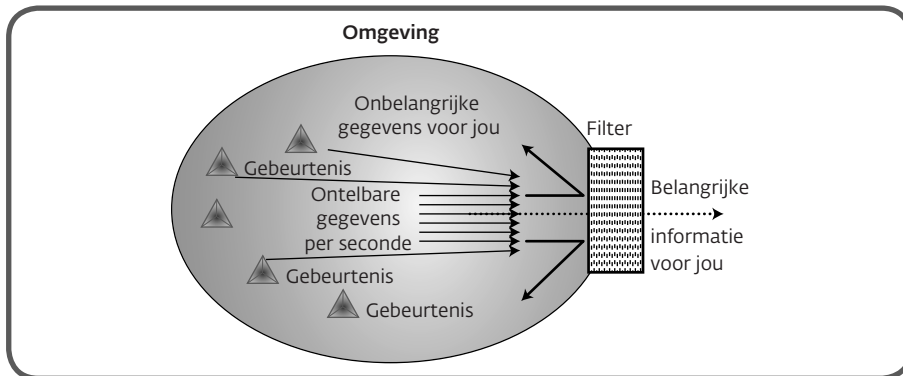 Omgeving
Onbelangrijke
gegevens voor jou
Filter
Gebeurtenis
Ontelbare
gegevens
per seconde
Belangrijke
informatie
voor jou
Gebeurtenis
Gebeurtenis